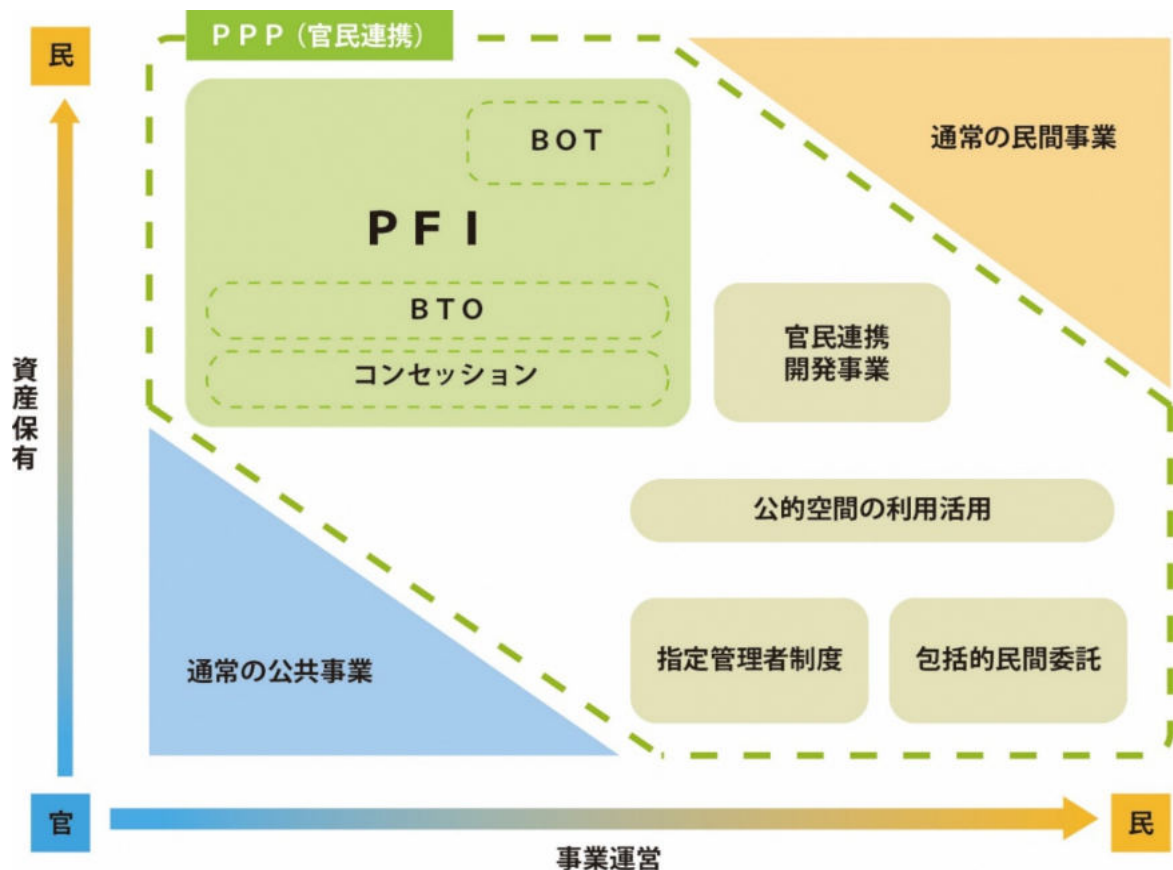 民
PPP（官民連携）
通常の民間事業
BOT
PFI
BTO
コンセッション
官民連携
開発事業
資産保有
公的空間の利用活用
通常の公共事業
指定管理者制度
包括的民間委託
官
民
事業運営